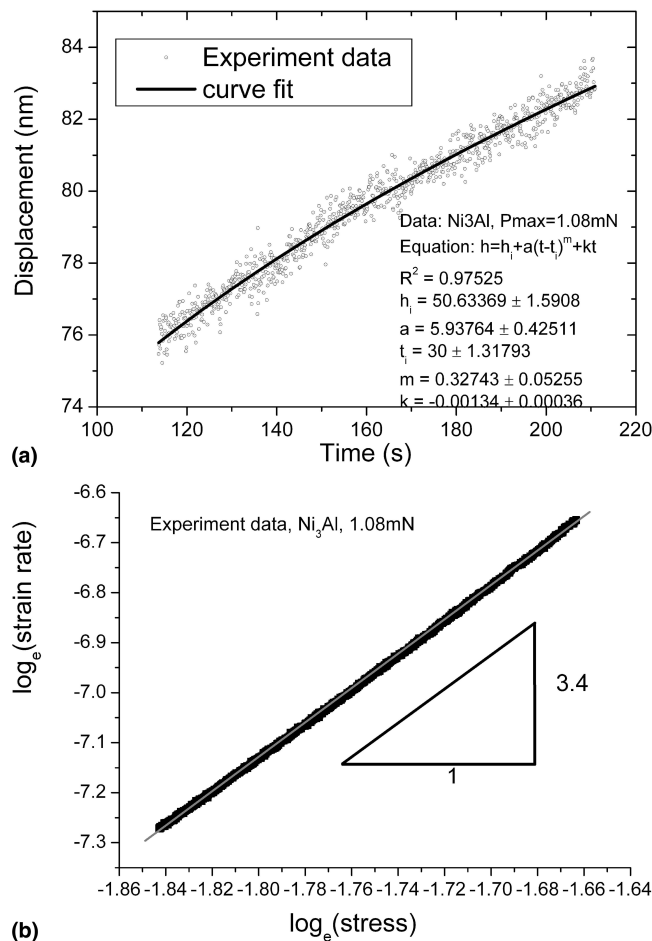 84
82
80
78
76
74
Displacement (nm)
Experiment data
curve fit
Data: Ni3Al, Pmax=1.08mN
Equation: h=hi+a(t-ti)^m+kt
R² = 0.97525
hi = 50.63369 ± 1.5908
a = 5.93764 ± 0.42511
ti = 30 ± 1.31793
m = 0.32743 ± 0.05255
k = -0.00134 ± 0.00036
100 120 140 160 180 200 220
(a)
Time (s)
-6.6
-6.7
-6.8
-6.9
-7.0
-7.1
-7.2
-7.3
logₑ(strain rate)
Experiment data, Ni₃Al, 1.08mN
3.4
1
-1.86 -1.84 -1.82 -1.80 -1.78 -1.76 -1.74 -1.72 -1.70 -1.68 -1.66 -1.64
(b)
logₑ(stress)